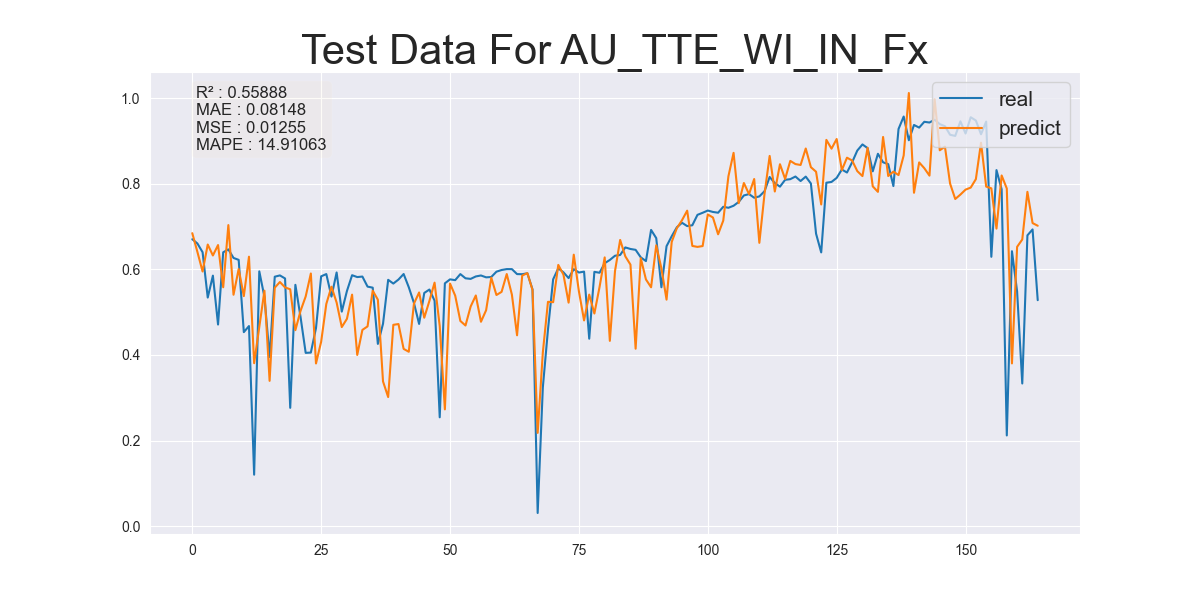 Test Data For AU_TTE_WI_IN_Fx
R² : 0.55888
MAE : 0.08148
MSE : 0.01255
MAPE : 14.91063
real
predict
1.0
0.8
0.6
0.4
0.2
0.0
0 25 50 75 100 125 150